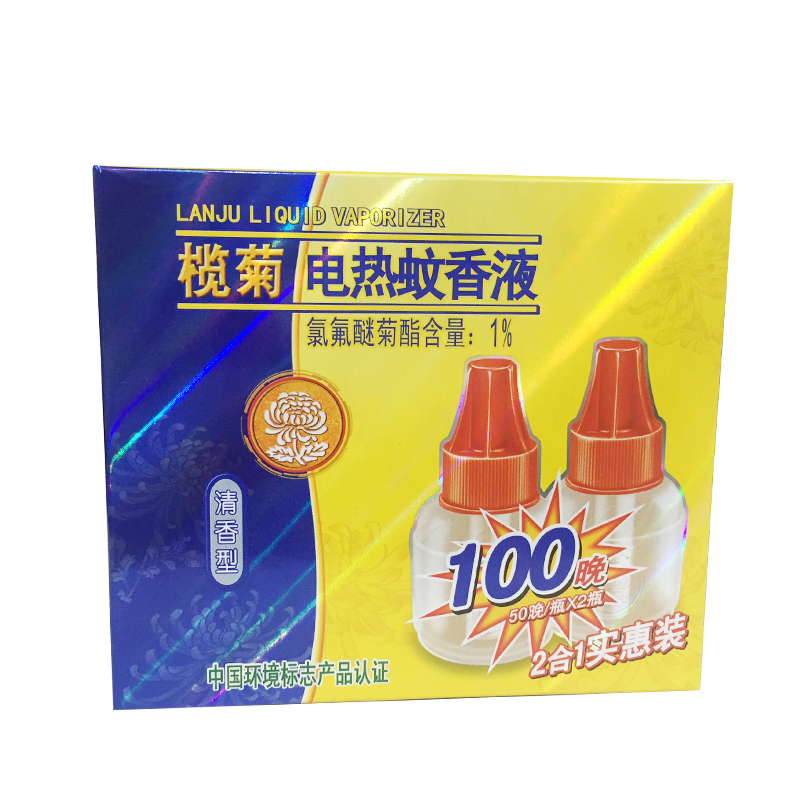 LANJU LIQUID VAPORIZER
榄菊 电热蚊香液
氯氟醚菊酯含量：1%
清香型
100晚
50晚/瓶X2瓶
2合1实惠装
中国环境标志产品认证